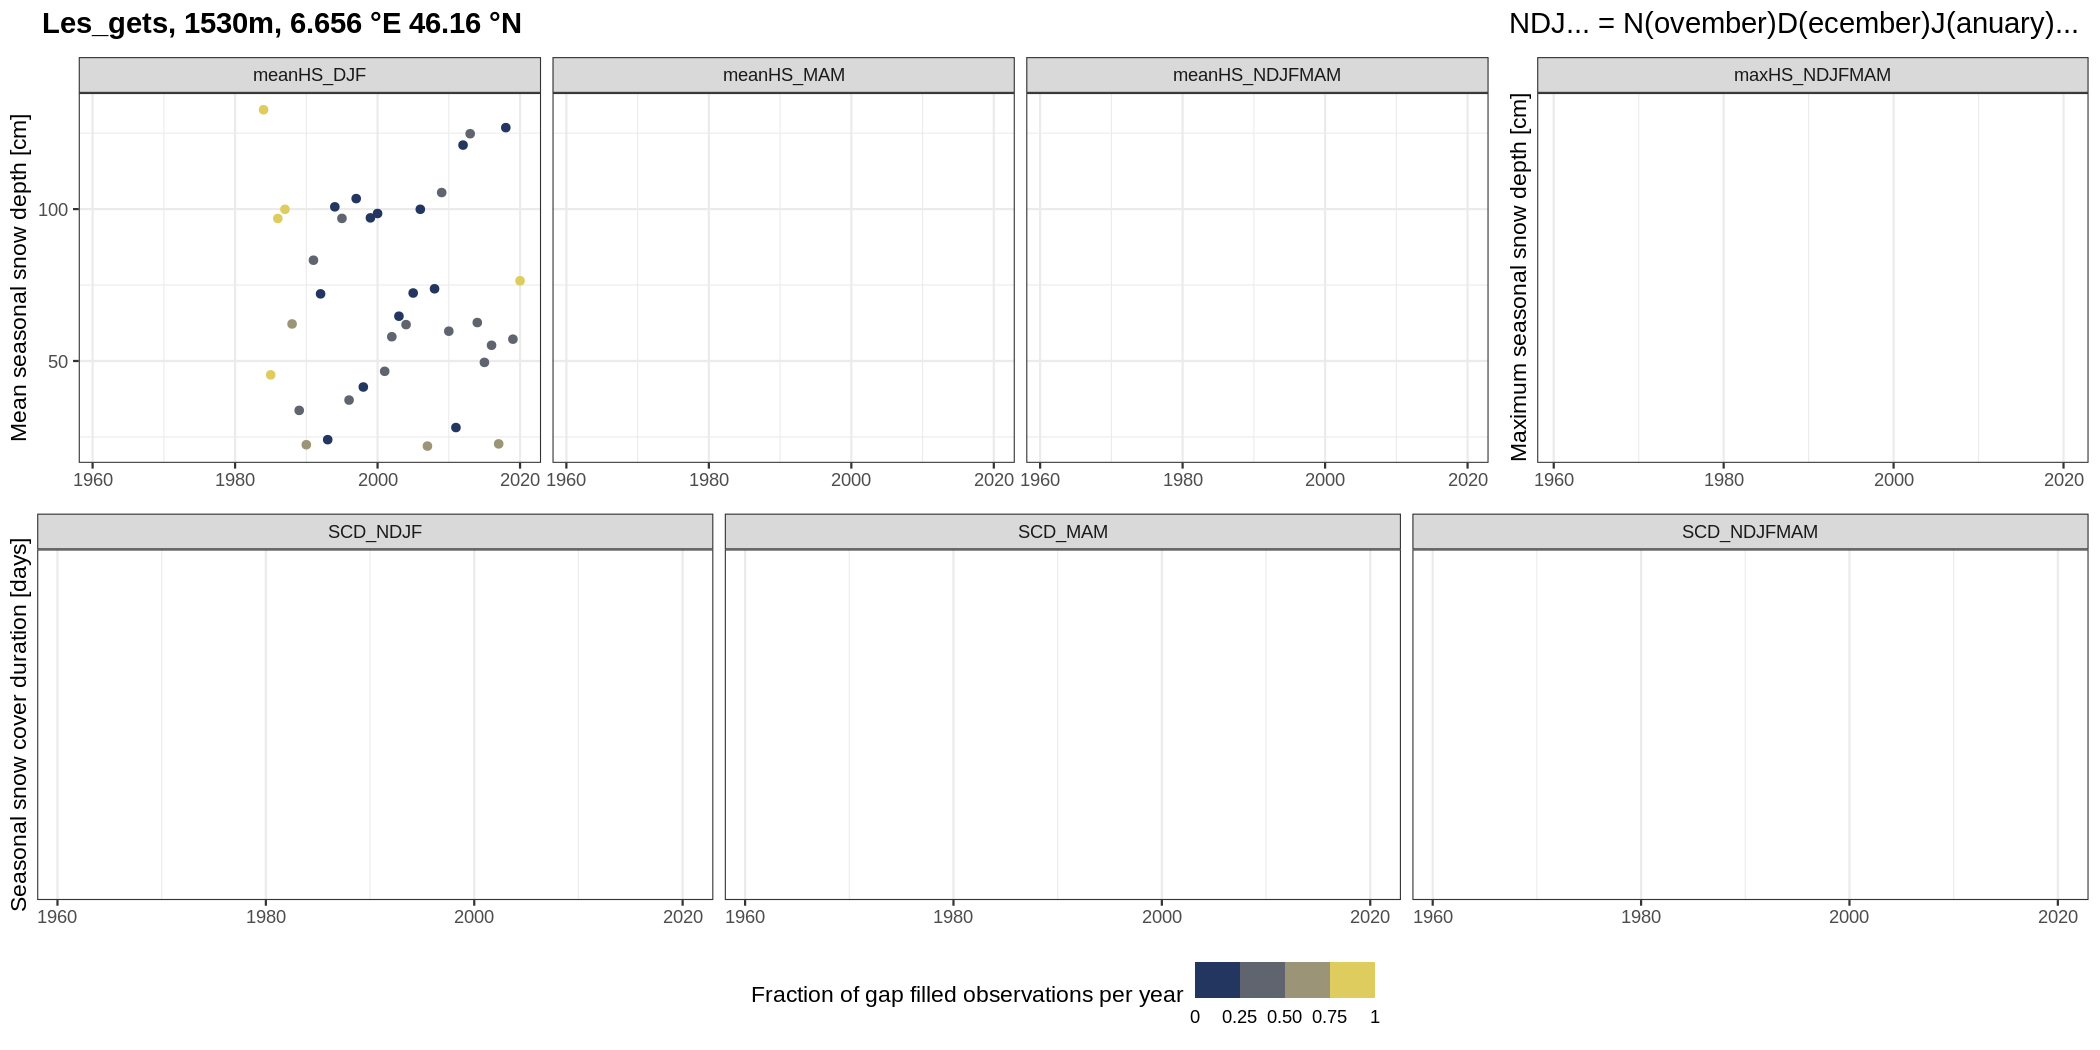 Les_gets, 1530m, 6.656 °E 46.16 °N
NDJ... = N(ovember)D(ecember)J(anuary)...
meanHS_DJF
meanHS_MAM
meanHS_NDJFMAM
maxHS_NDJFMAM
Mean seasonal snow depth [cm]
100
50
1960 1980 2000 2020
1960 1980 2000 2020
1960 1980 2000 2020
Maximum seasonal snow depth [cm]
1960 1980 2000 2020
SCD_NDJF
SCD_MAM
SCD_NDJFMAM
Seasonal snow cover duration [days]
1960 1980 2000 2020
1960 1980 2000 2020
1960 1980 2000 2020
Fraction of gap filled observations per year
0 0.25 0.50 0.75 1